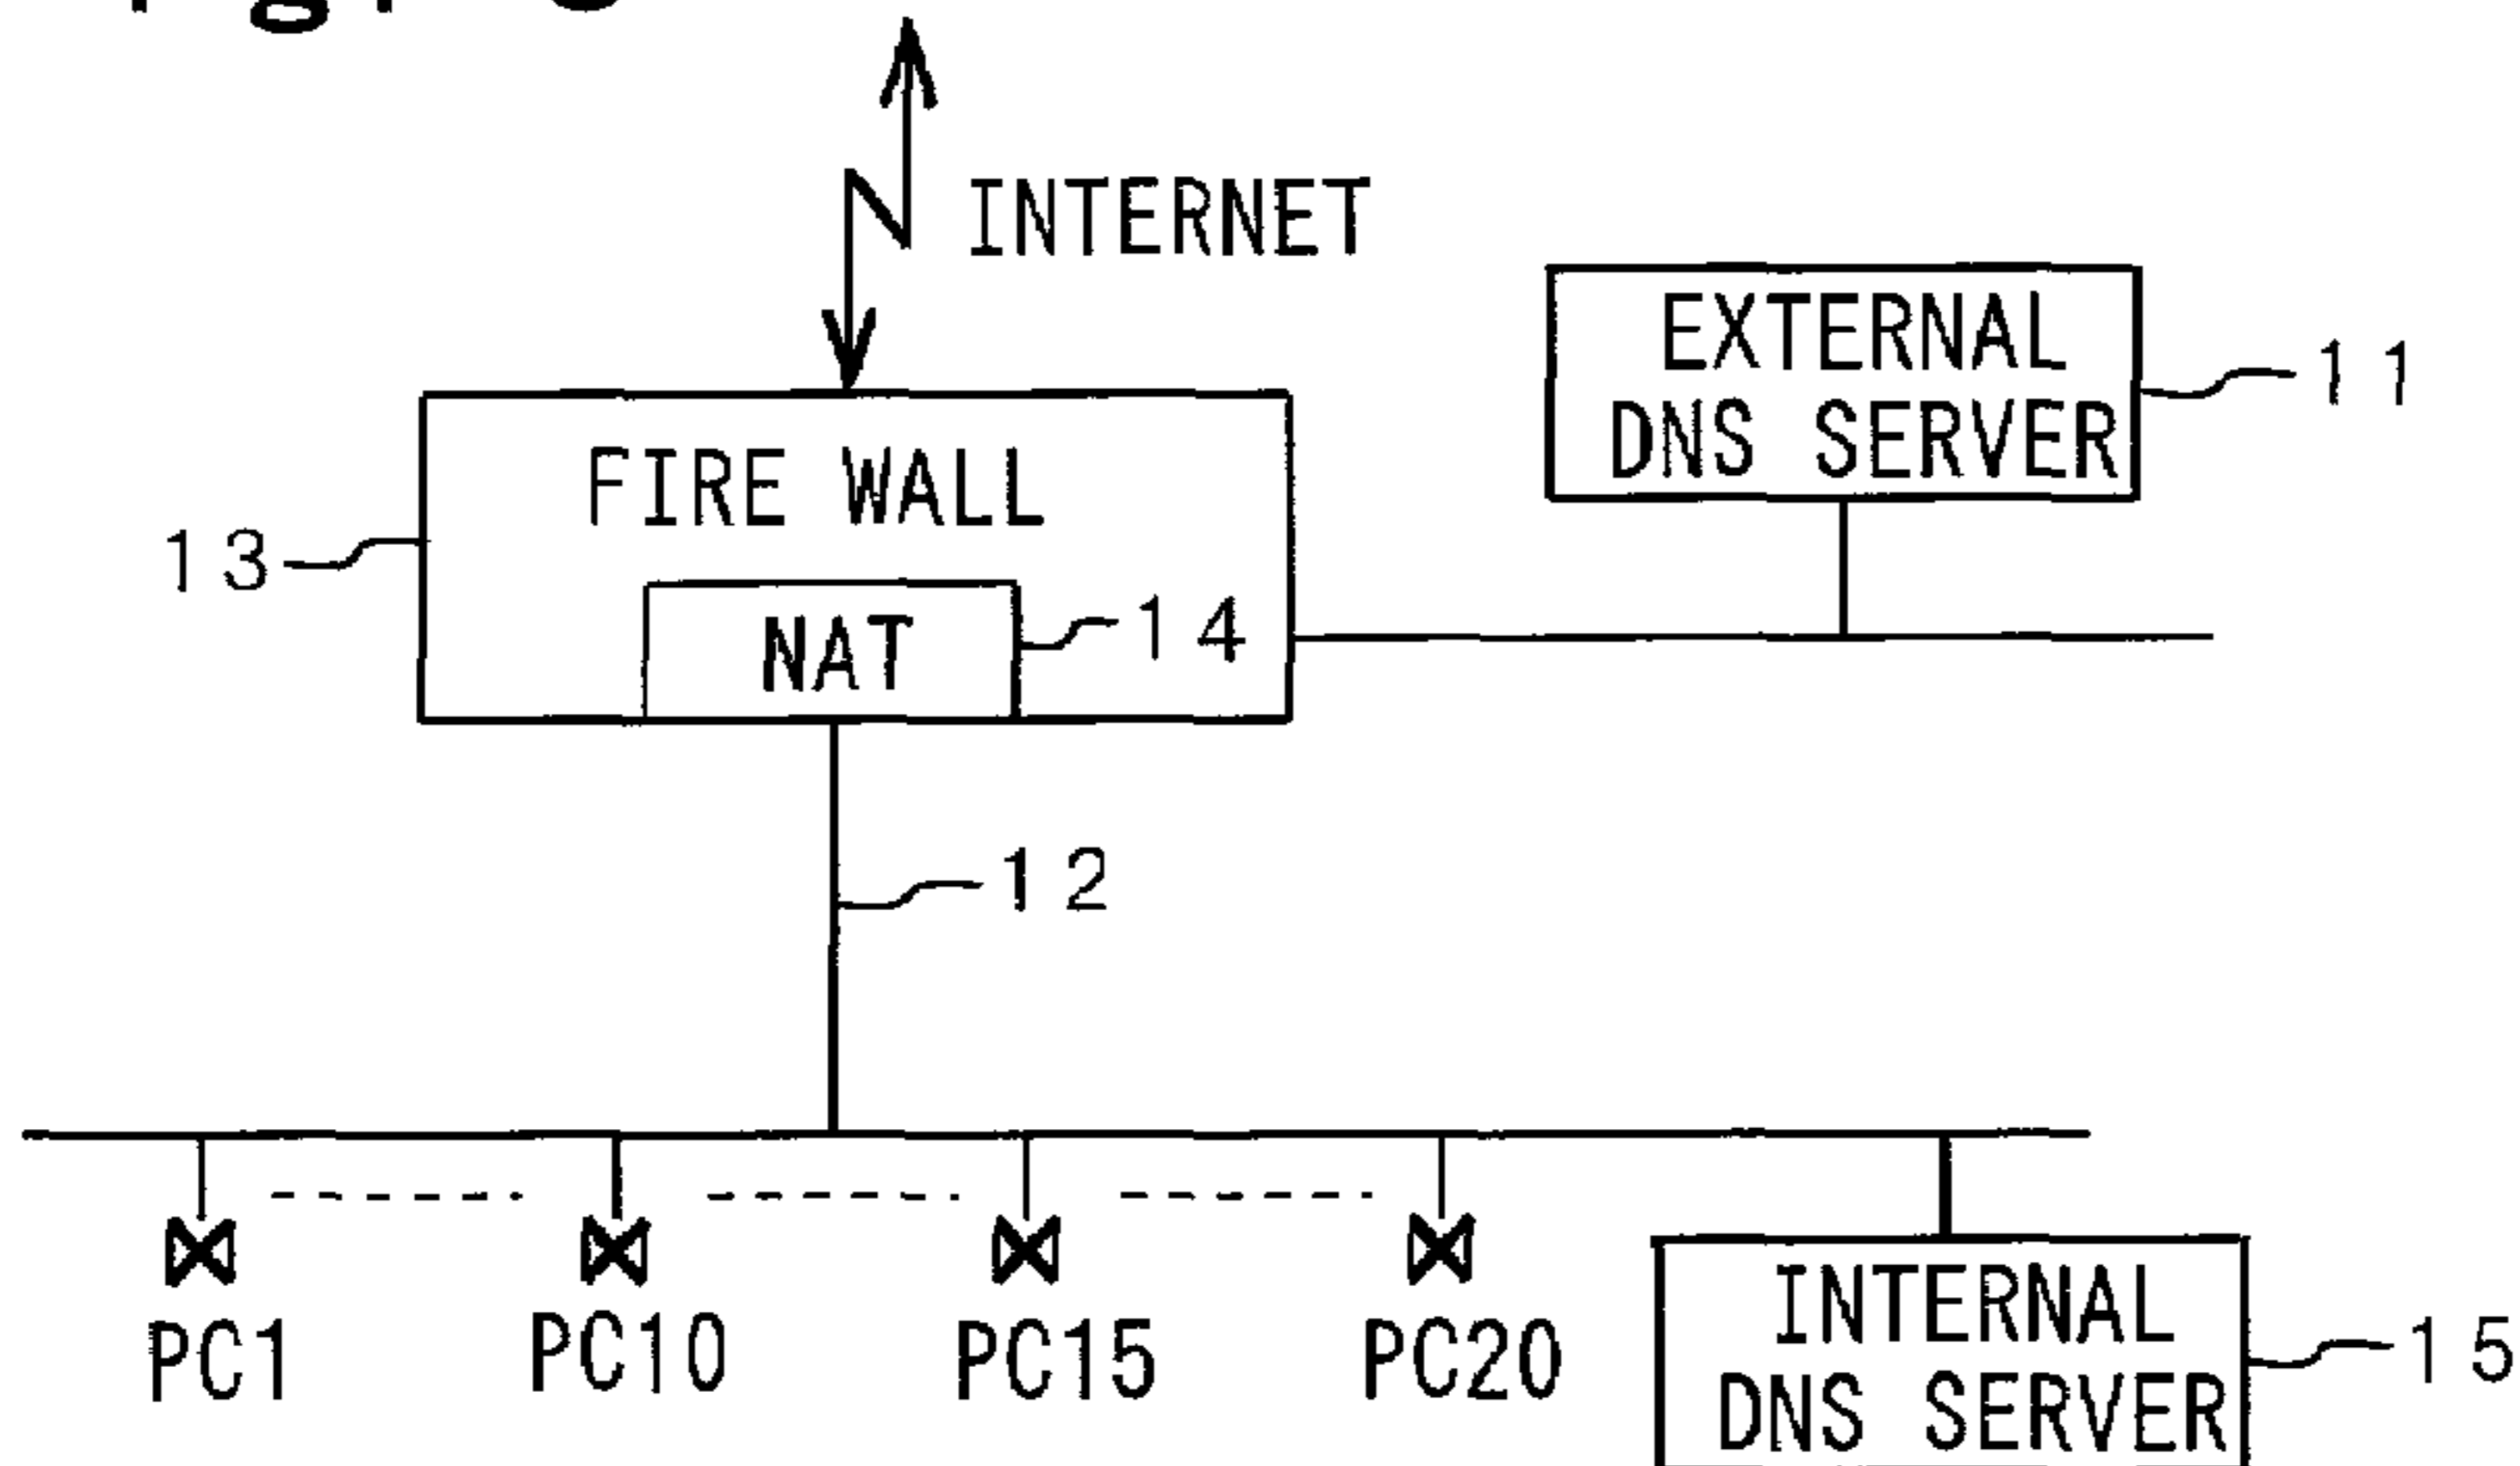 INTERNET
EXTERNAL
DNS SERVER
11
FIRE WALL
13
NAT
14
12
PC1
PC10
PC15
PC20
INTERNAL
DNS SERVER
15